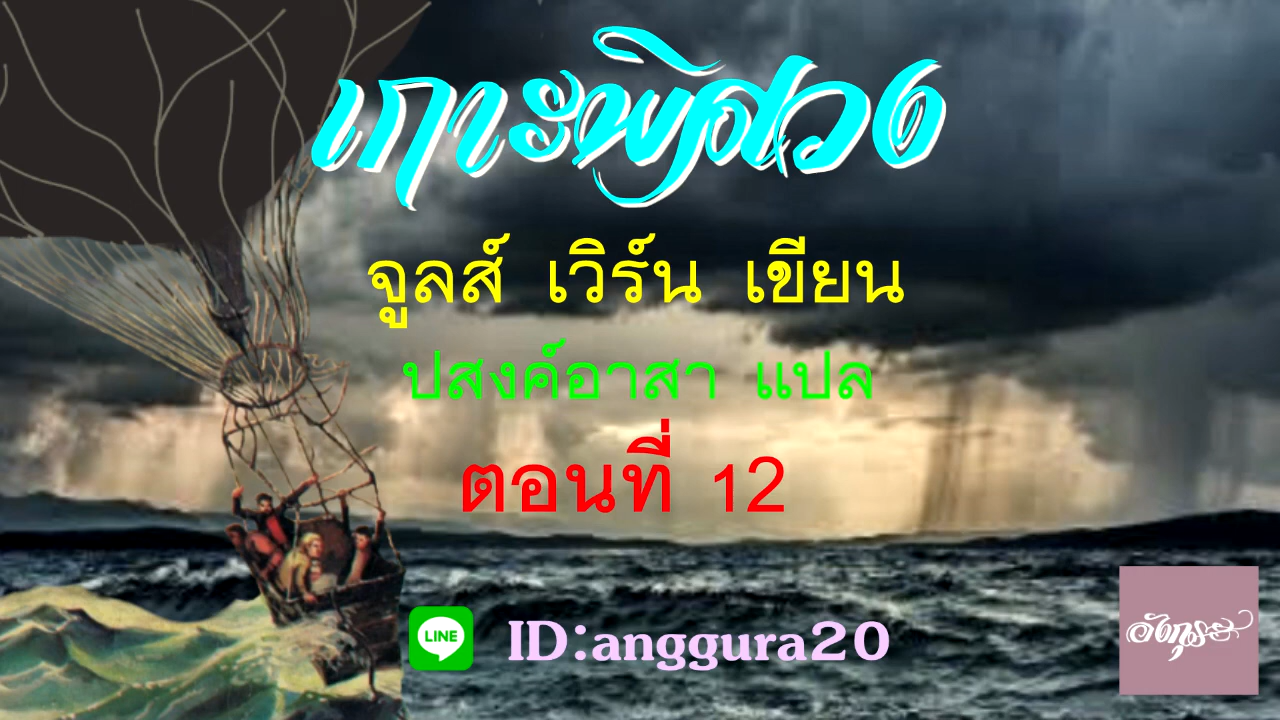 เกาะพิศวง
จูลส์ เวิร์น เขียน
ปสงค์อาสา แปล
ตอนที่ 12
LINE
ID:anggura20
อังกุรอ